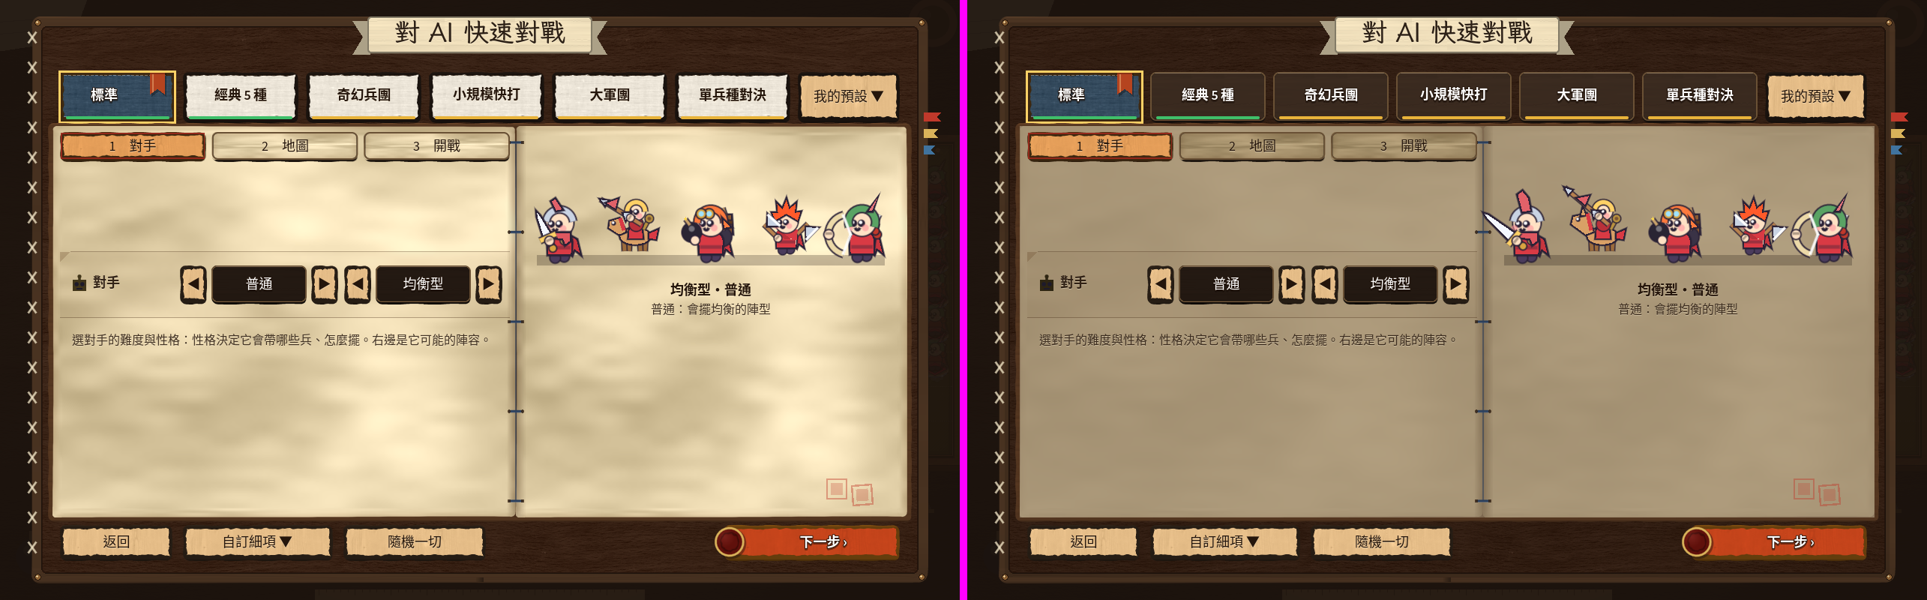 對 AI 快速對戰
標準 經典 5 種 奇幻兵團 小規模快打 大軍團 單兵種對決 我的預設 ▼
1 對手 2 地圖 3 開戰
對手 ◀ 普通 ▶ ◀ 均衡型 ▶
選對手的難度與性格：性格決定它會帶哪些兵、怎麼擺。右邊是它可能的陣容。
均衡型・普通
普通：會擺均衡的陣型
返回 自訂細項 ▼ 隨機一切 下一步 ›
對 AI 快速對戰
標準 經典 5 種 奇幻兵團 小規模快打 大軍團 單兵種對決 我的預設 ▼
1 對手 2 地圖 3 開戰
對手 ◀ 普通 ▶ ◀ 均衡型 ▶
選對手的難度與性格：性格決定它會帶哪些兵、怎麼擺。右邊是它可能的陣容。
均衡型・普通
普通：會擺均衡的陣型
返回 自訂細項 ▼ 隨機一切 下一步 ›